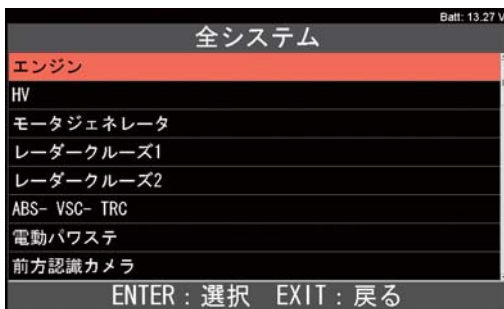 Batt: 13.27 V
全システム
エンジン
HV
モータジェネレータ
レーダークルーズ1
レーダークルーズ2
ABS- VSC- TRC
電動パワステ
前方認識カメラ
ENTER：選択 EXIT：戻る